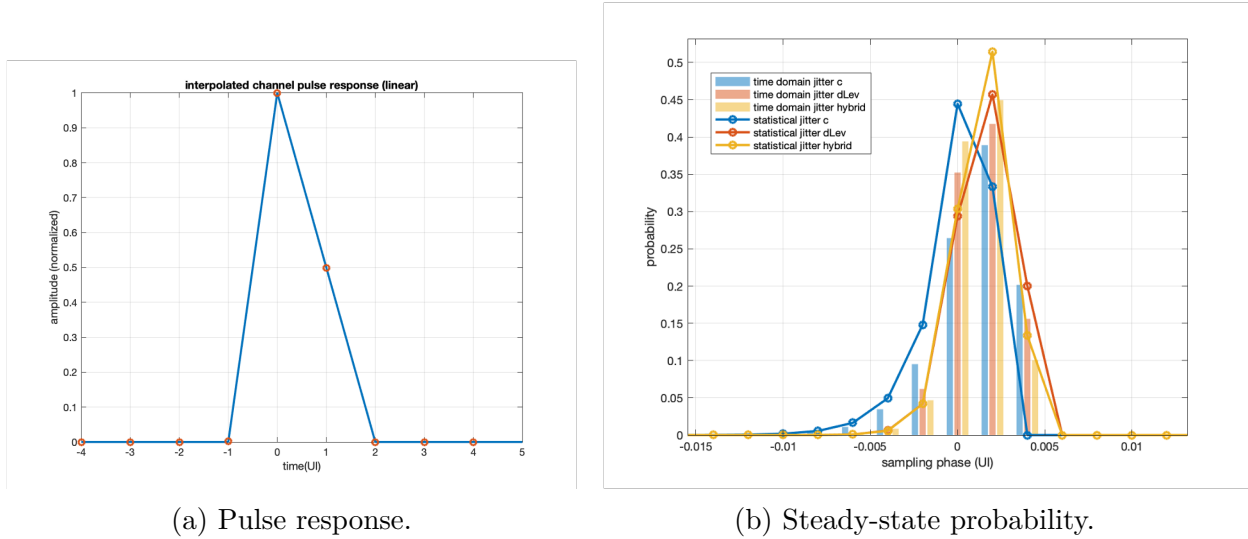 interpolated channel pulse response (linear)
amplitude (normalized)
1
0.9
0.8
0.7
0.6
0.5
0.4
0.3
0.2
0.1
0
-4 -3 -2 -1 0 1 2 3 4 5
time(UI)
(a) Pulse response.
time domain jitter c
time domain jitter dLev
time domain jitter hybrid
statistical jitter c
statistical jitter dLev
statistical jitter hybrid
probability
0.5
0.45
0.4
0.35
0.3
0.25
0.2
0.15
0.1
0.05
0
-0.015 -0.01 -0.005 0 0.005 0.01
sampling phase (UI)
(b) Steady-state probability.